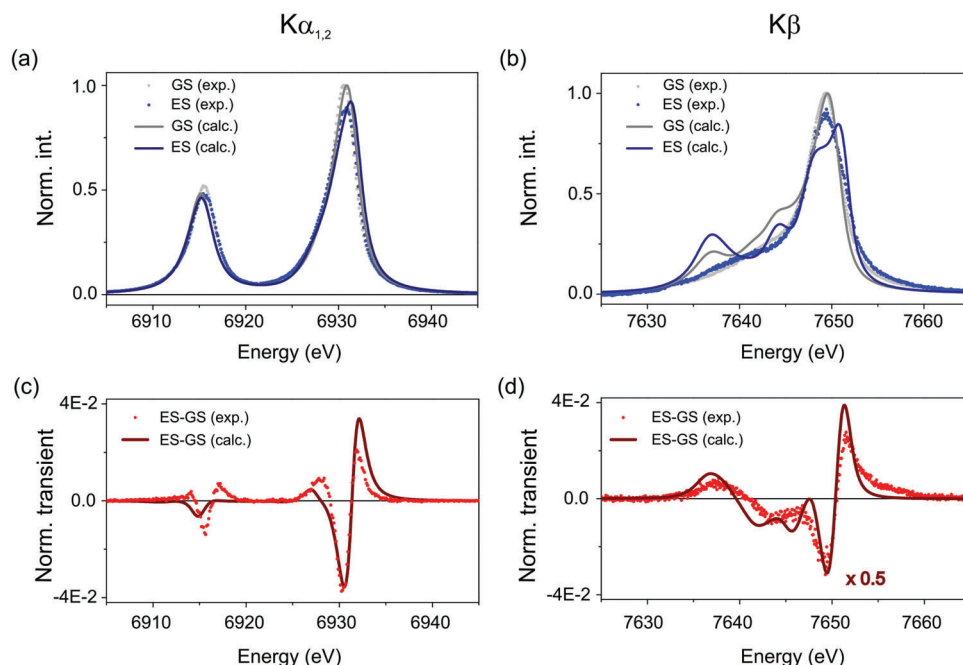 Kα1,2
Kβ
(a)
GS (exp.)
ES (exp.)
GS (calc.)
ES (calc.)
1.0
0.5
0.0
Norm. int.
6910
6920
6930
6940
Energy (eV)
(b)
GS (exp.)
ES (exp.)
GS (calc.)
ES (calc.)
1.0
0.5
0.0
Norm. int.
7630
7640
7650
7660
Energy (eV)
(c)
ES-GS (exp.)
ES-GS (calc.)
4E-2
0.0
-4E-2
Norm. transient
6910
6920
6930
6940
Energy (eV)
(d)
ES-GS (exp.)
ES-GS (calc.)
x 0.5
4E-2
0.0
-4E-2
Norm. transient
7630
7640
7650
7660
Energy (eV)